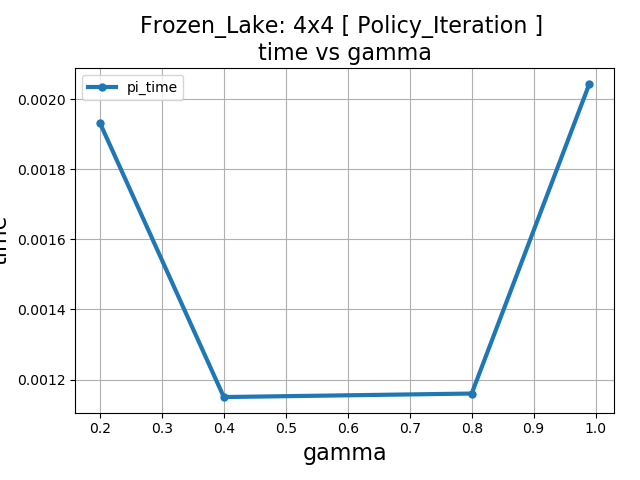 Frozen_Lake: 4x4 [ Policy_Iteration ]
time vs gamma
pi_time
0.0020
0.0018
0.0016
0.0014
0.0012
time
0.2 0.3 0.4 0.5 0.6 0.7 0.8 0.9 1.0
gamma